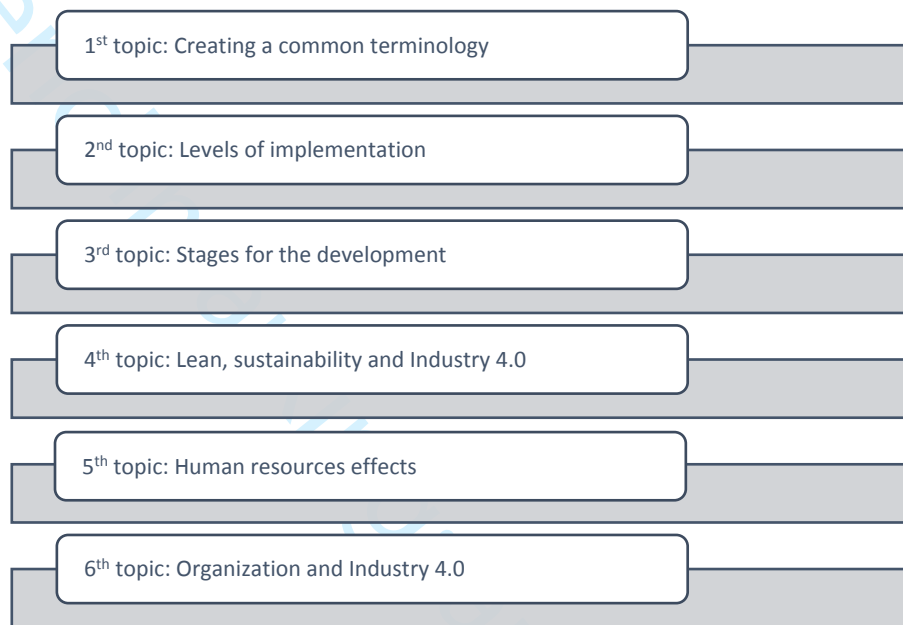 1st topic: Creating a common terminology
2nd topic: Levels of implementation
3rd topic: Stages for the development
4th topic: Lean, sustainability and Industry 4.0
5th topic: Human resources effects
6th topic: Organization and Industry 4.0